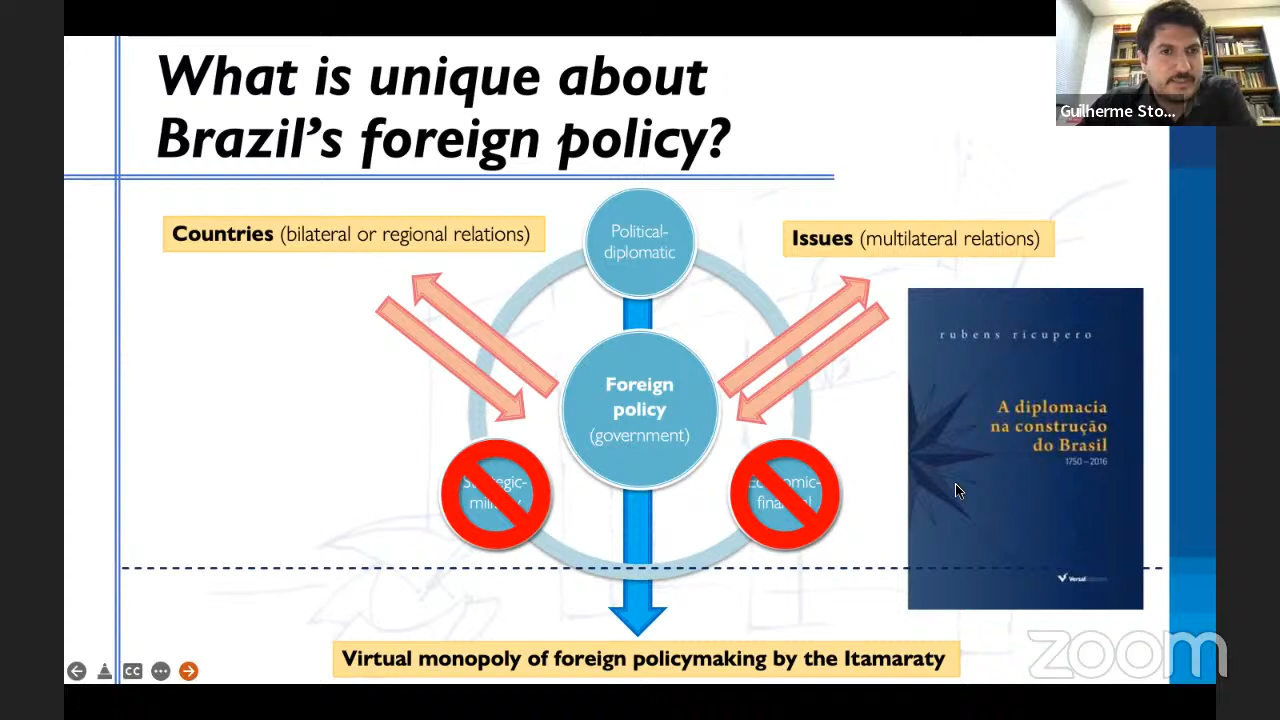 What is unique about
Brazil's foreign policy?
Guilherme Sto...
Countries (bilateral or regional relations)
Political-
diplomatic
Issues (multilateral relations)
rubens ricupero
Foreign
policy
(government)
A diplomacia
na construção
do Brasil
1750–2016
Versal
Virtual monopoly of foreign policymaking by the Itamaraty
CC
zoom